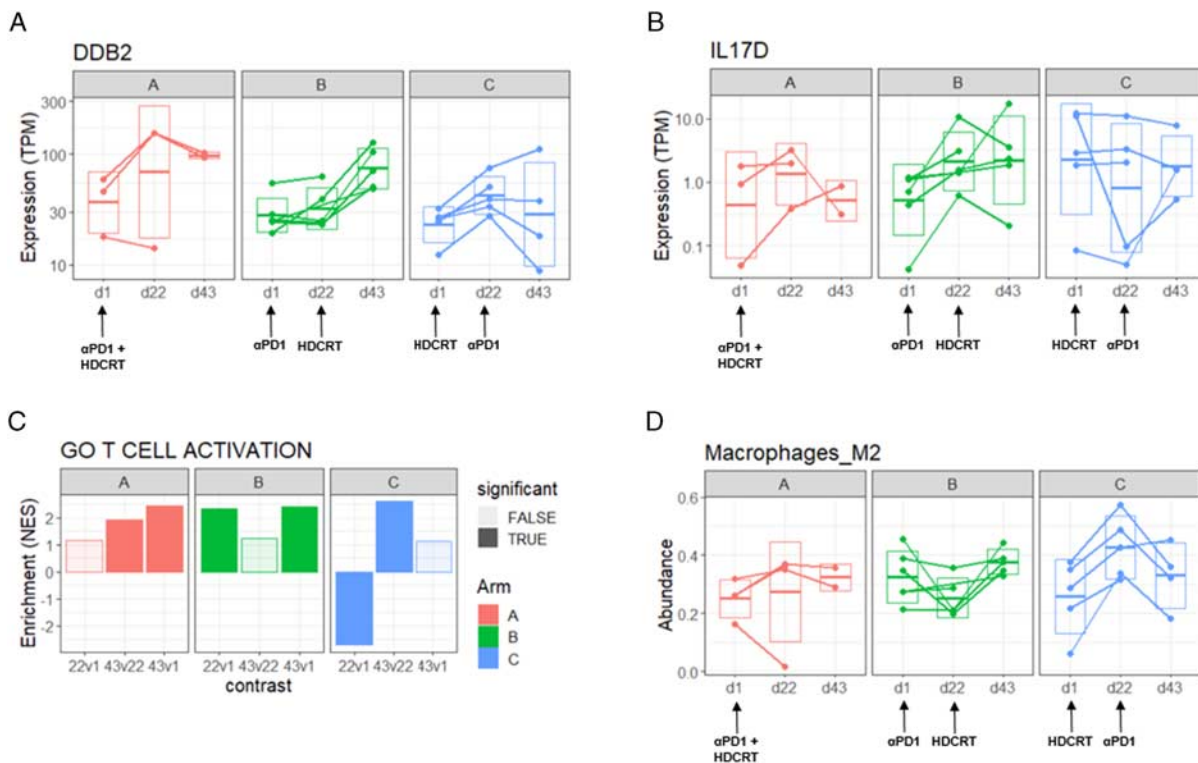 A
DDB2
A B C
Expression (TPM)
300
100
30
10
d1 d22 d43 d1 d22 d43 d1 d22 d43
αPD1 +
HDCRT
αPD1 HDCRT
HDCRT αPD1
B
IL17D
A B C
Expression (TPM)
10.0
1.0
0.1
d1 d22 d43 d1 d22 d43 d1 d22 d43
αPD1 +
HDCRT
αPD1 HDCRT
HDCRT αPD1
C
GO T CELL ACTIVATION
A B C
Enrichment (NES)
2
1
0
-1
-2
22v1 43v22 43v1 22v1 43v22 43v1 22v1 43v22 43v1
contrast
significant
FALSE
TRUE
Arm
A
B
C
D
Macrophages_M2
A B C
Abundance
0.6
0.4
0.2
0.0
d1 d22 d43 d1 d22 d43 d1 d22 d43
αPD1 +
HDCRT
αPD1 HDCRT
HDCRT αPD1